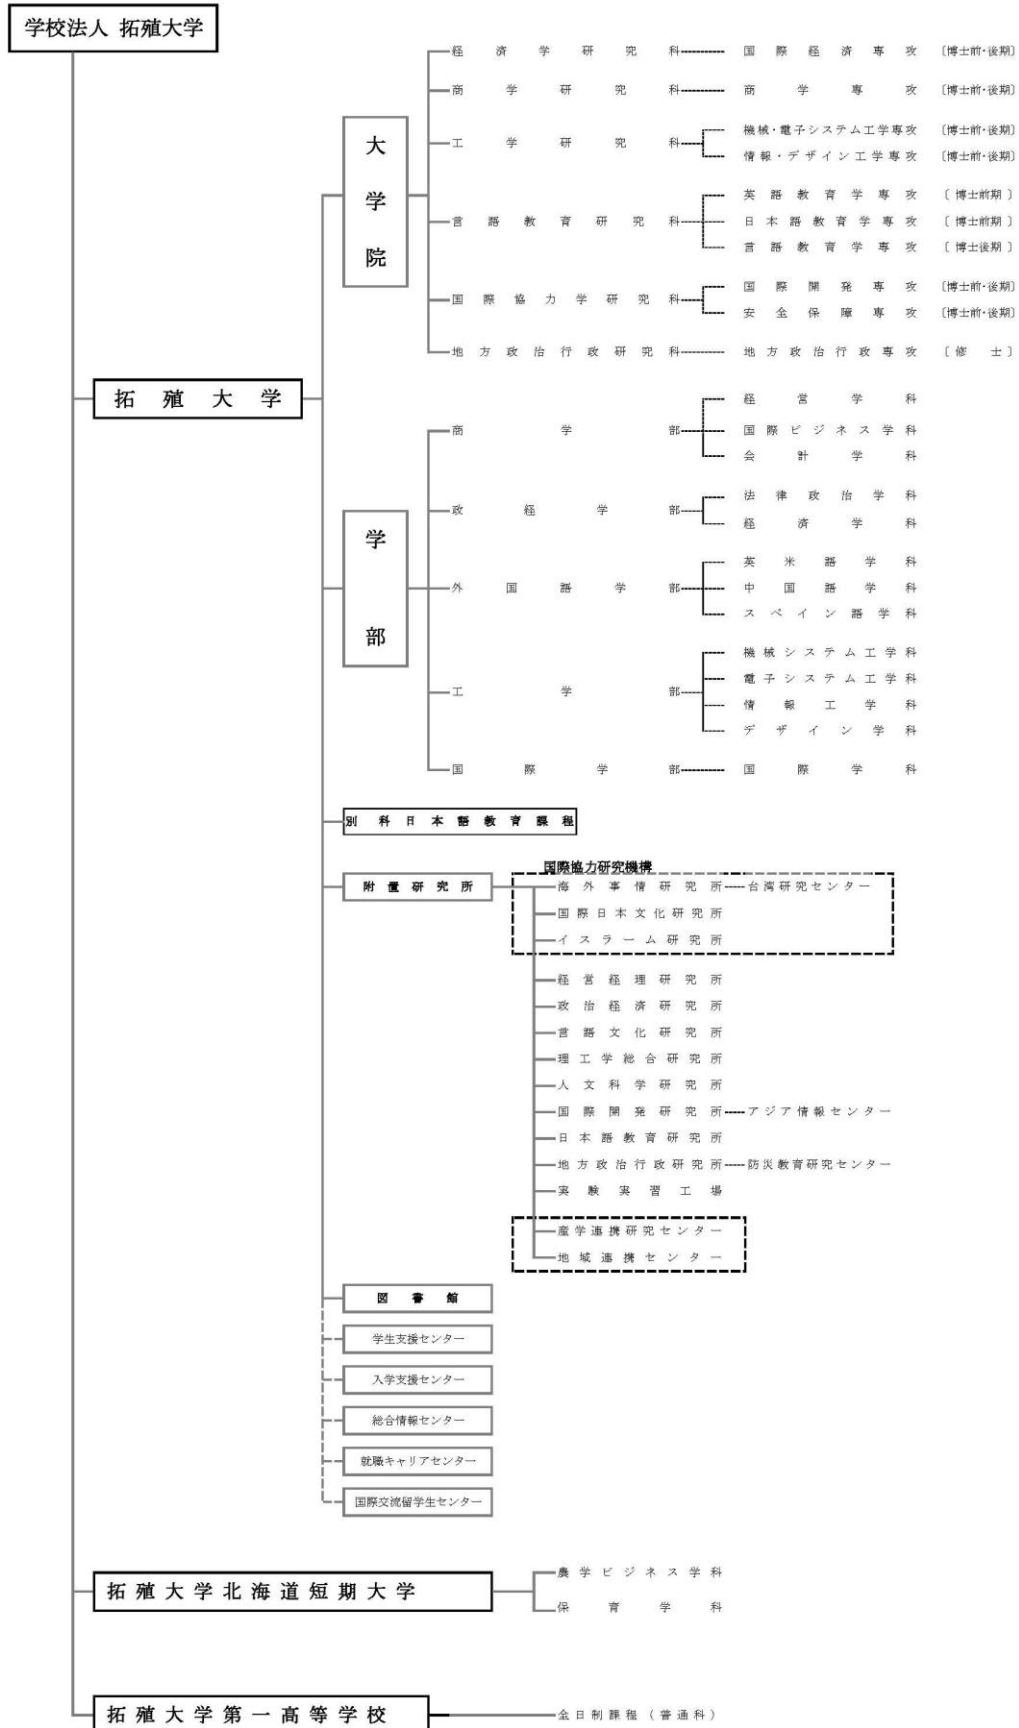 学校法人 拓殖大学
経済学研究科 国際経済専攻 〔博士前・後期〕
商学研究科 商学専攻 〔博士前・後期〕
大学院
工学研究科
機械・電子システム工学専攻 〔博士前・後期〕
情報・デザイン工学専攻 〔博士前・後期〕
言語教育研究科
英語教育学専攻 〔博士前期〕
日本語教育学専攻 〔博士前期〕
言語教育学専攻 〔博士後期〕
国際協力学研究科
国際開発専攻 〔博士前・後期〕
安全保障専攻 〔博士前・後期〕
地方政治行政研究科 地方政治行政専攻 〔修士〕
拓殖大学
学部
商学部
経営学科
国際ビジネス学科
会計学科
政経学部
法律政治学科
経済学科
外国語学部
英米語学科
中国語学科
スペイン語学科
工学部
機械システム工学科
電子システム工学科
情報工学科
デザイン学科
国際学部 国際学科
別科日本語教育課程
附置研究所
国際協力研究機構
海外事情研究所 台湾研究センター
国際日本文化研究所
イスラーム研究所
経営経理研究所
政治経済研究所
言語文化研究所
理工学総合研究所
人文科学研究所
国際開発研究所 アジア情報センター
日本語教育研究所
地方政治行政研究所 防災教育研究センター
実験実習工場
産学連携研究センター
地域連携センター
図書館
学生支援センター
入学支援センター
総合情報センター
就職キャリアセンター
国際交流留学生センター
拓殖大学北海道短期大学
農学ビジネス学科
保育学科
拓殖大学第一高等学校 全日制課程(普通科)